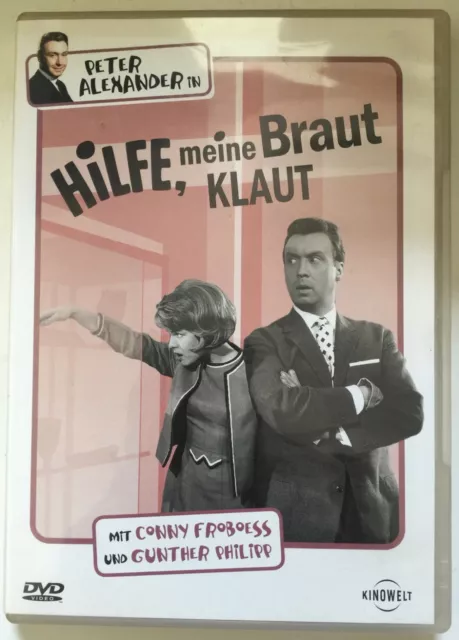 PETER
ALEXANDER IN
HiLFE, meine Braut
KLAUT
MIT CONNY FROBOESS
UND GUNTHER PHILIPP
DVD
VIDEO
KINOWELT